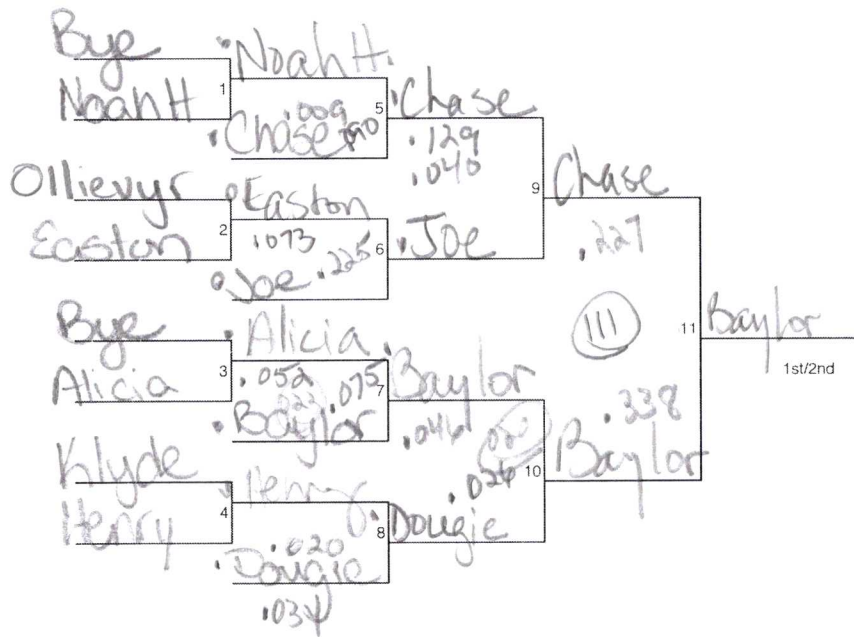 Bye
Noah H
1
Noah H.
.009
Chase
.190
5
Chase
.129
.040
Ollievyr
Easton
2
Easton
.073
.225
Joe
6
Joe
9
Chase
.227
111
Bye
Alicia
3
Alicia
.052
.075
Baylor
7
Baylor
.046
Klyde
Henry
4
Henry
.020
Dougie
.034
8
Dougie
.026
10
Baylor
.338
11
Baylor
1st/2nd